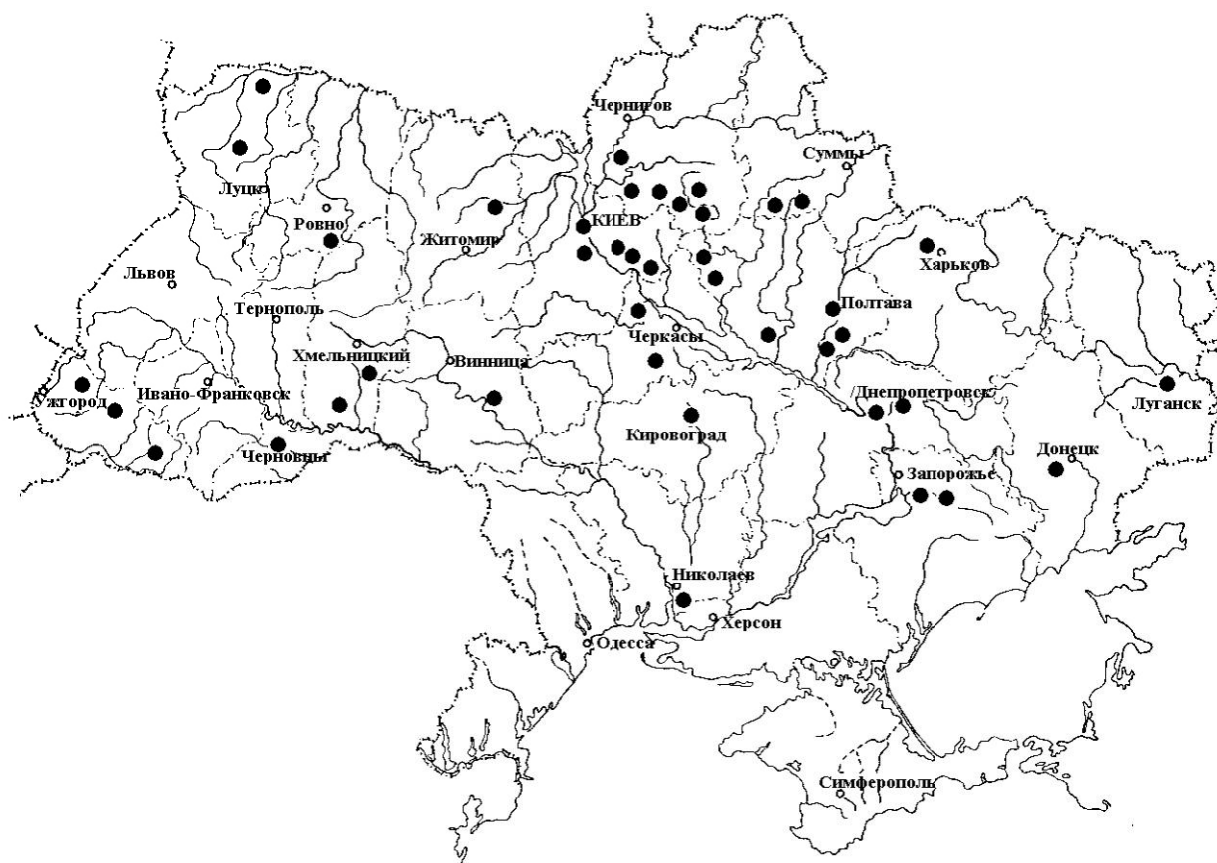 Чернигов
Суммы
Луцк
КИЕВ
Ровно
Житомир
Харьков
Львов
Тернополь
Полтава
Черкасы
Хмельницкий
Винница
жгород
Ивано-Франковск
Днепропетровск
Луганск
Кировоград
Черновцы
Донецк
Запорожье
Николаев
Херсон
Одесса
Симферополь